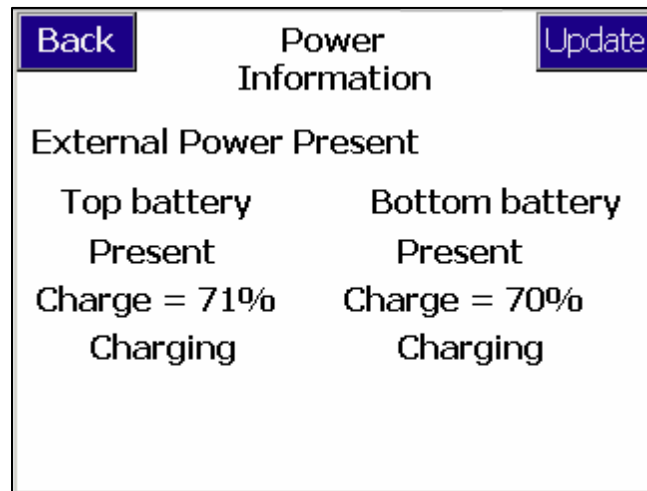 Back
Power
Information
Update
External Power Present
Top battery
Bottom battery
Present
Present
Charge = 71%
Charge = 70%
Charging
Charging